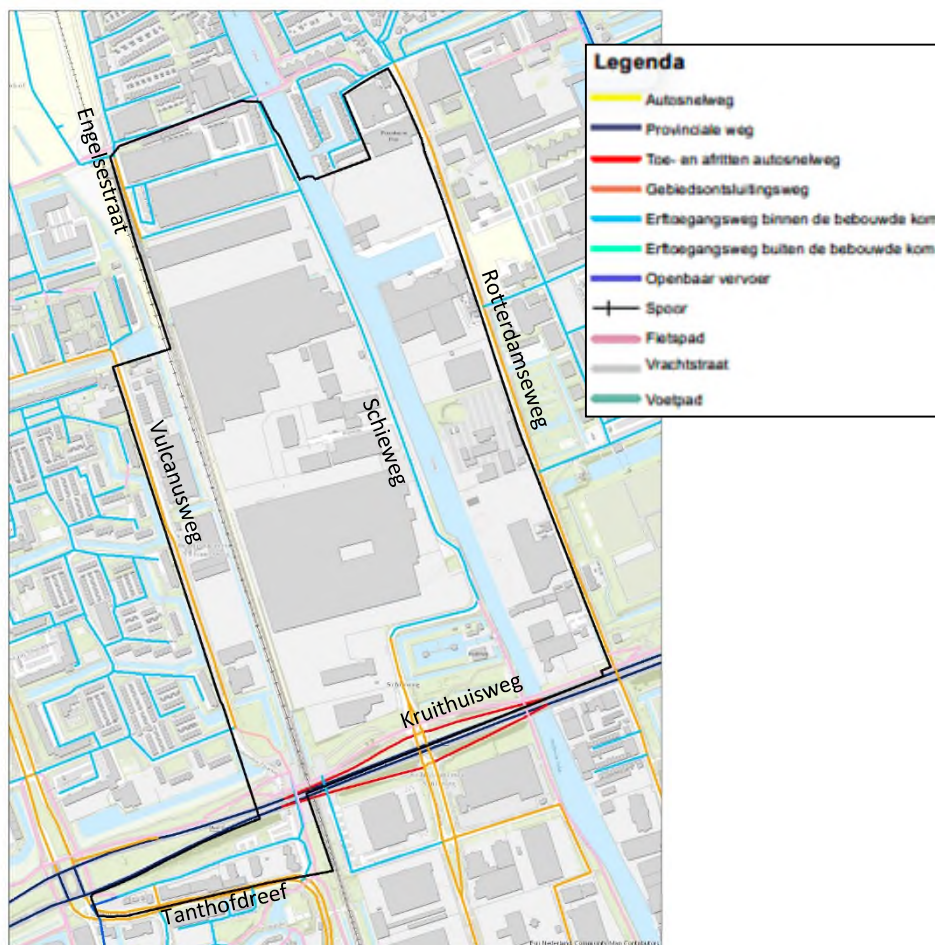 Engelsestraat
Vulcanusweg
Schieweg
Rotterdamseweg
Kruithuisweg
Tanthofdreef
Legenda
Autosnelweg
Provinciale weg
Toe- en afritten autosnelweg
Gebiedsontsluitingsweg
Erftoegangsweg binnen de bebouwde kom
Erftoegangsweg buiten de bebouwde kom
Openbaar vervoer
Spoor
Fietspad
Vrachtstraat
Voetpad